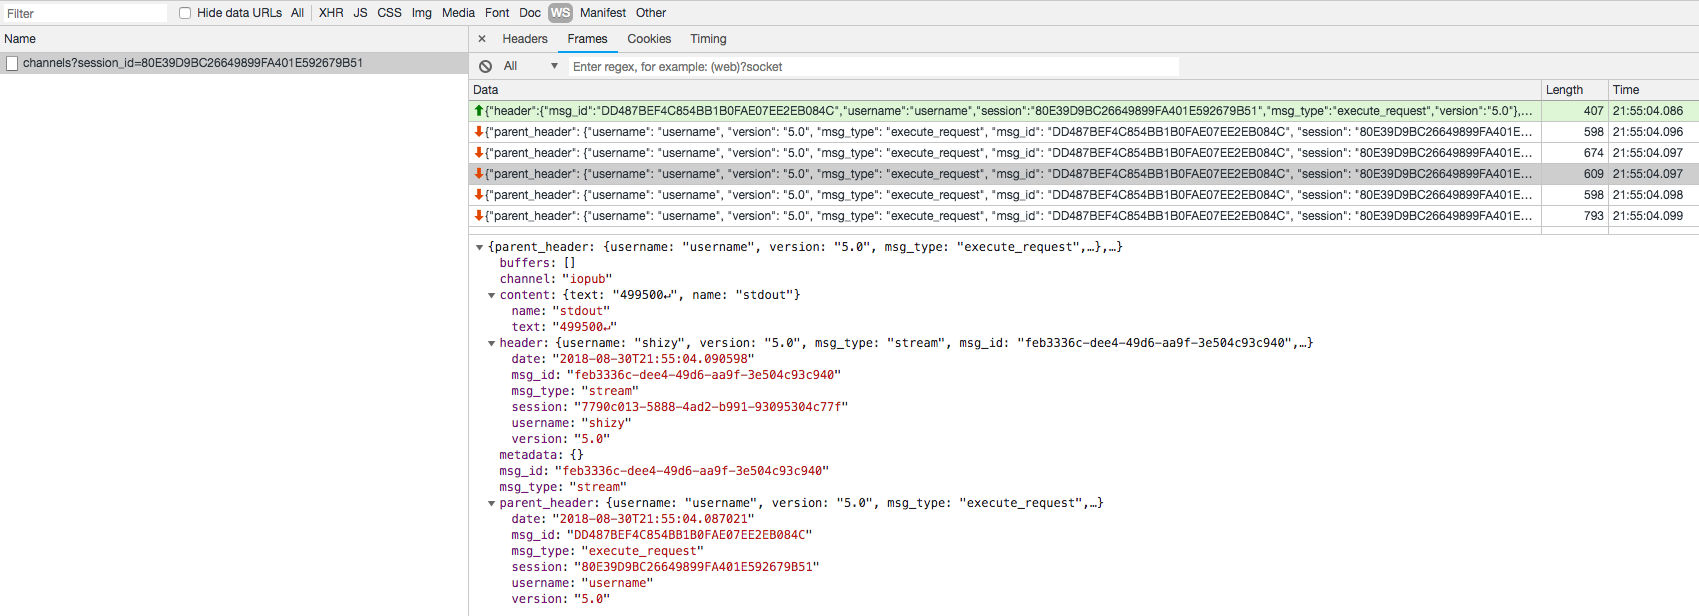 Filter Hide data URLs All XHR JS CSS Img Media Font Doc WS Manifest Other
Name
channels?session_id=80E39D9BC26649899FA401E592679B51
× Headers Frames Cookies Timing
All ▼ Enter regex, for example: (web)?socket
Data Length Time
{"header":{"msg_id":"DD487BEF4C854BB1B0FAE07EE2EB084C","username":"username","session":"80E39D9BC26649899FA401E592679B51","msg_type":"execute_request","version":"5.0"},… 407 21:55:04.086
{"parent_header": {"username": "username", "version": "5.0", "msg_type": "execute_request", "msg_id": "DD487BEF4C854BB1B0FAE07EE2EB084C", "session": "80E39D9BC26649899FA401E… 598 21:55:04.096
{"parent_header": {"username": "username", "version": "5.0", "msg_type": "execute_request", "msg_id": "DD487BEF4C854BB1B0FAE07EE2EB084C", "session": "80E39D9BC26649899FA401E… 674 21:55:04.097
{"parent_header": {"username": "username", "version": "5.0", "msg_type": "execute_request", "msg_id": "DD487BEF4C854BB1B0FAE07EE2EB084C", "session": "80E39D9BC26649899FA401E… 609 21:55:04.097
{"parent_header": {"username": "username", "version": "5.0", "msg_type": "execute_request", "msg_id": "DD487BEF4C854BB1B0FAE07EE2EB084C", "session": "80E39D9BC26649899FA401E… 598 21:55:04.098
{"parent_header": {"username": "username", "version": "5.0", "msg_type": "execute_request", "msg_id": "DD487BEF4C854BB1B0FAE07EE2EB084C", "session": "80E39D9BC26649899FA401E… 793 21:55:04.099
▼ {parent_header: {username: "username", version: "5.0", msg_type: "execute_request",…},…}
buffers: []
channel: "iopub"
▼ content: {text: "499500↵", name: "stdout"}
name: "stdout"
text: "499500↵"
▼ header: {username: "shizy", version: "5.0", msg_type: "stream", msg_id: "feb3336c-dee4-49d6-aa9f-3e504c93c940",…}
date: "2018-08-30T21:55:04.090598"
msg_id: "feb3336c-dee4-49d6-aa9f-3e504c93c940"
msg_type: "stream"
session: "7790c013-5888-4ad2-b991-93095304c77f"
username: "shizy"
version: "5.0"
metadata: {}
msg_id: "feb3336c-dee4-49d6-aa9f-3e504c93c940"
msg_type: "stream"
▼ parent_header: {username: "username", version: "5.0", msg_type: "execute_request",…}
date: "2018-08-30T21:55:04.087021"
msg_id: "DD487BEF4C854BB1B0FAE07EE2EB084C"
msg_type: "execute_request"
session: "80E39D9BC26649899FA401E592679B51"
username: "username"
version: "5.0"